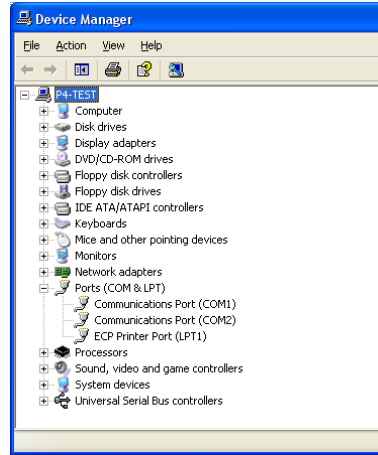 Device Manager
File Action View Help
P4-TEST
Computer
Disk drives
Display adapters
DVD/CD-ROM drives
Floppy disk controllers
Floppy disk drives
IDE ATA/ATAPI controllers
Keyboards
Mice and other pointing devices
Monitors
Network adapters
Ports (COM & LPT)
Communications Port (COM1)
Communications Port (COM2)
ECP Printer Port (LPT1)
Processors
Sound, video and game controllers
System devices
Universal Serial Bus controllers